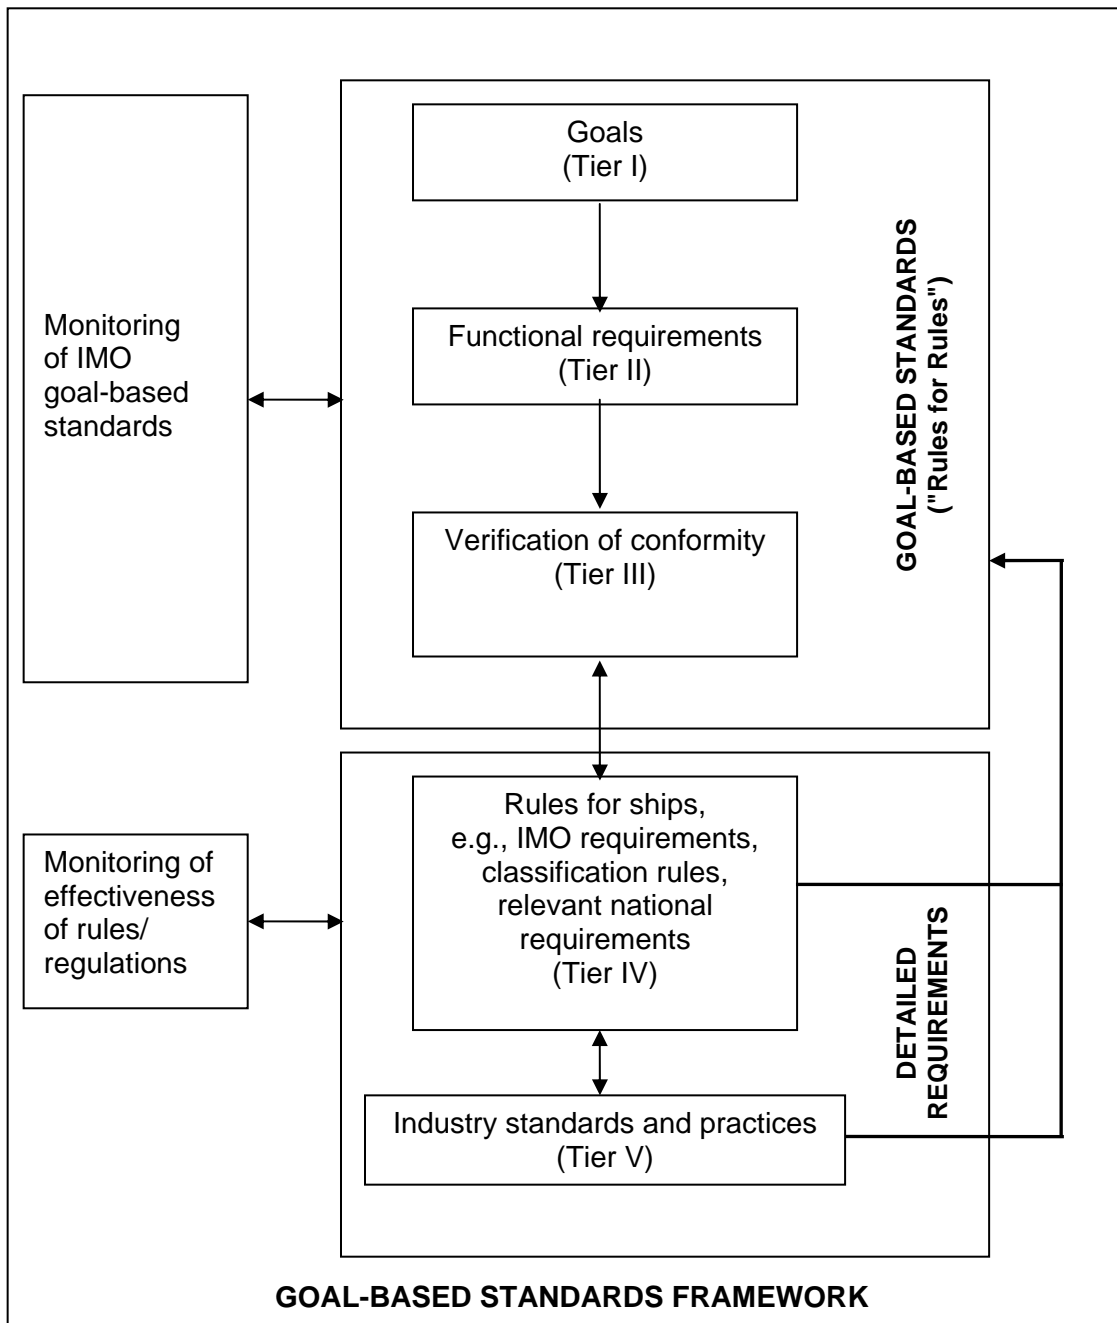 Goals
(Tier I)
Monitoring
of IMO
goal-based
standards
Functional requirements
(Tier II)
Verification of conformity
(Tier III)
GOAL-BASED STANDARDS
("Rules for Rules")
Rules for ships,
e.g., IMO requirements,
classification rules,
relevant national
requirements
(Tier IV)
Monitoring of
effectiveness
of rules/
regulations
DETAILED
REQUIREMENTS
Industry standards and practices
(Tier V)
GOAL-BASED STANDARDS FRAMEWORK